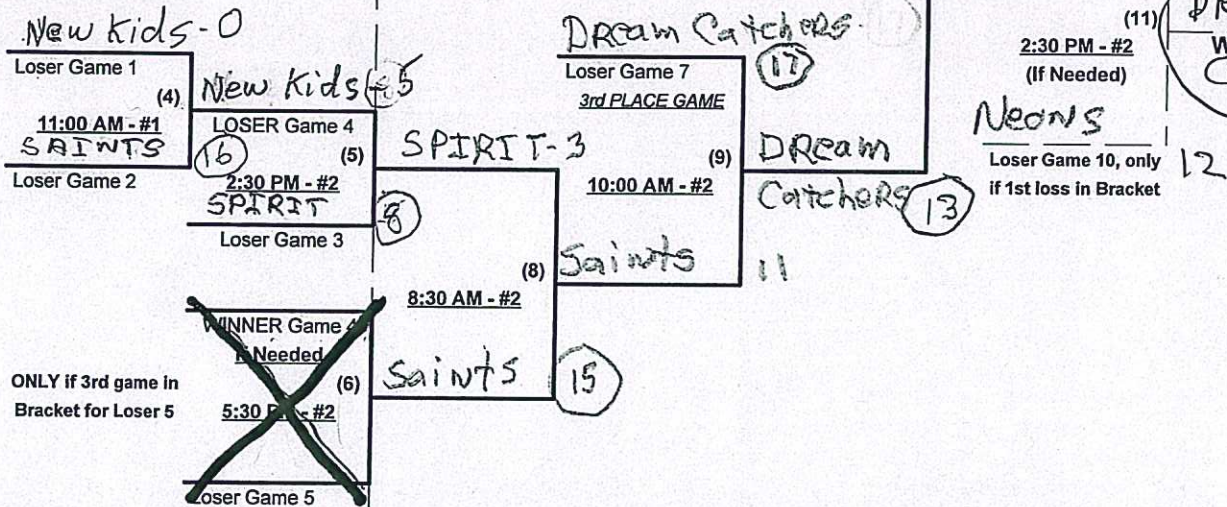 New Kids - 0
Loser Game 1
(4)
11:00 AM - #1
SAINTS
16
Loser Game 2
New Kids - 5
LOSER Game 4
(5)
2:30 PM - #2
SPIRIT
8
Loser Game 3
WINNER Game 4
If Needed
(6)
5:30 PM - #2
Loser Game 5
ONLY if 3rd game in
Bracket for Loser 5
SPIRIT - 3
(8)
8:30 AM - #2
Saints
15
Dream Catchers
17
Loser Game 7
3rd PLACE GAME
(9)
10:00 AM - #2
Saints 11
Dream
Catchers 13
(11)
2:30 PM - #2
(If Needed)
Neons
12
Loser Game 10, only
if 1st loss in Bracket